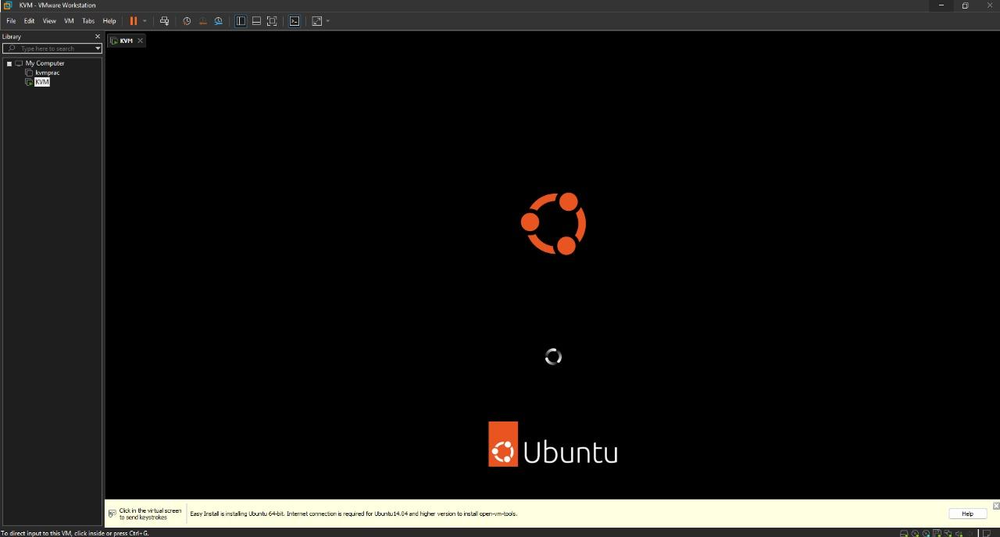 KVM - VMware Workstation
File Edit View VM Tabs Help
Library
Type here to search
My Computer
kvmprac
KVM
KVM
Ubuntu
Click in the virtual screen
to send keystrokes
Easy Install is installing Ubuntu 64-bit. Internet connection is required for Ubuntu14.04 and higher version to install open-vm-tools.
Help
To direct input to this VM, click inside or press Ctrl+G.